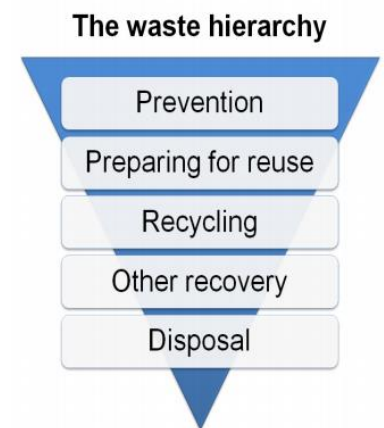 The waste hierarchy
Prevention
Preparing for reuse
Recycling
Other recovery
Disposal